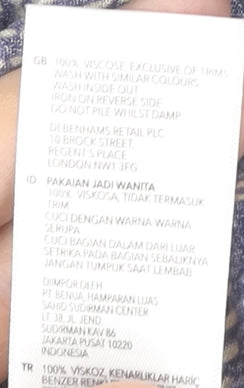 GB 100% VISCOSE, EXCLUSIVE OF TRIMS
WASH WITH SIMILAR COLOURS
WASH INSIDE OUT
IRON ON REVERSE SIDE
DO NOT PILE WHILST DAMP
DEBENHAMS RETAIL PLC
10 BROCK STREET,
REGENT'S PLACE
LONDON NW1 3FG
ID PAKAIAN JADI WANITA
100% VISKOSA, TIDAK TERMASUK
TRIM
CUCI DENGAN WARNA WARNA
SERUPA
CUCI BAGIAN DALAM DARI LUAR
SETRIKA PADA BAGIAN SEBALIKNYA
JANGAN TUMPUK SAAT LEMBAB
DIIMPOR OLEH
PT. BENUA, HAMPARAN LUAS
SAHID SUDIRMAN CENTER
LT. 38, JL. JEND.
SUDIRMAN KAV 86
JAKARTA PUSAT 10220
INDONESIA
TR 100% VİSKOZ, KENARLIKLAR HARİÇ
BENZER